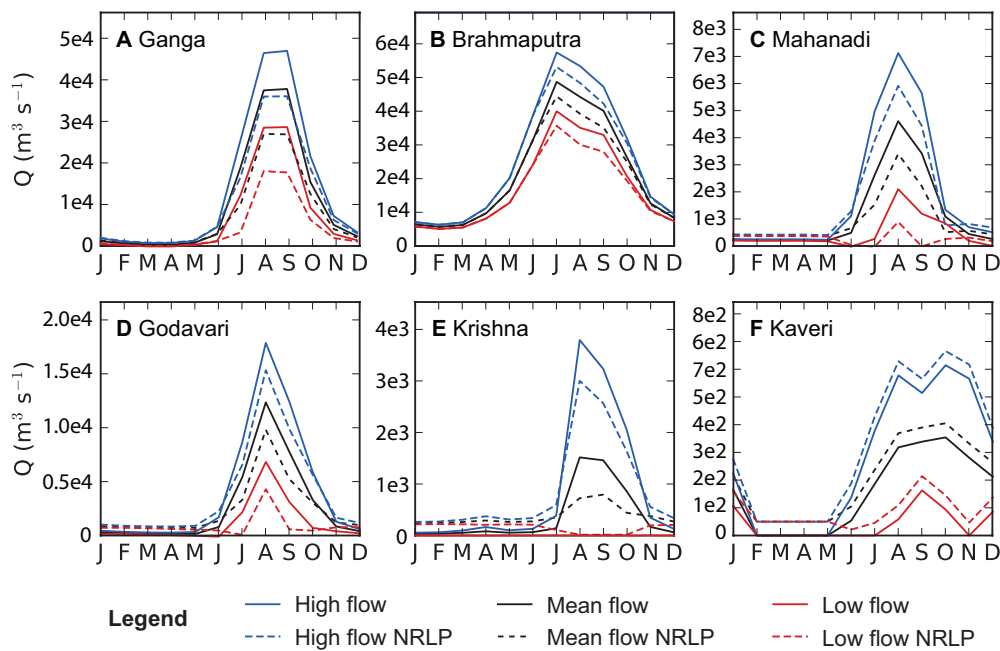 A Ganga
B Brahmaputra
C Mahanadi
Q (m³ s⁻¹)
5e4
4e4
3e4
2e4
1e4
0
6e4
5e4
4e4
3e4
2e4
1e4
0
8e3
7e3
6e3
5e3
4e3
3e3
2e3
1e3
0
J F M A M J J A S O N D
J F M A M J J A S O N D
J F M A M J J A S O N D
D Godavari
E Krishna
F Kaveri
Q (m³ s⁻¹)
2.0e4
1.5e4
1.0e4
0.5e4
0
4e3
3e3
2e3
1e3
0
8e2
7e2
6e2
5e2
4e2
3e2
2e2
1e2
0
J F M A M J J A S O N D
J F M A M J J A S O N D
J F M A M J J A S O N D
Legend
High flow
Mean flow
Low flow
High flow NRLP
Mean flow NRLP
Low flow NRLP